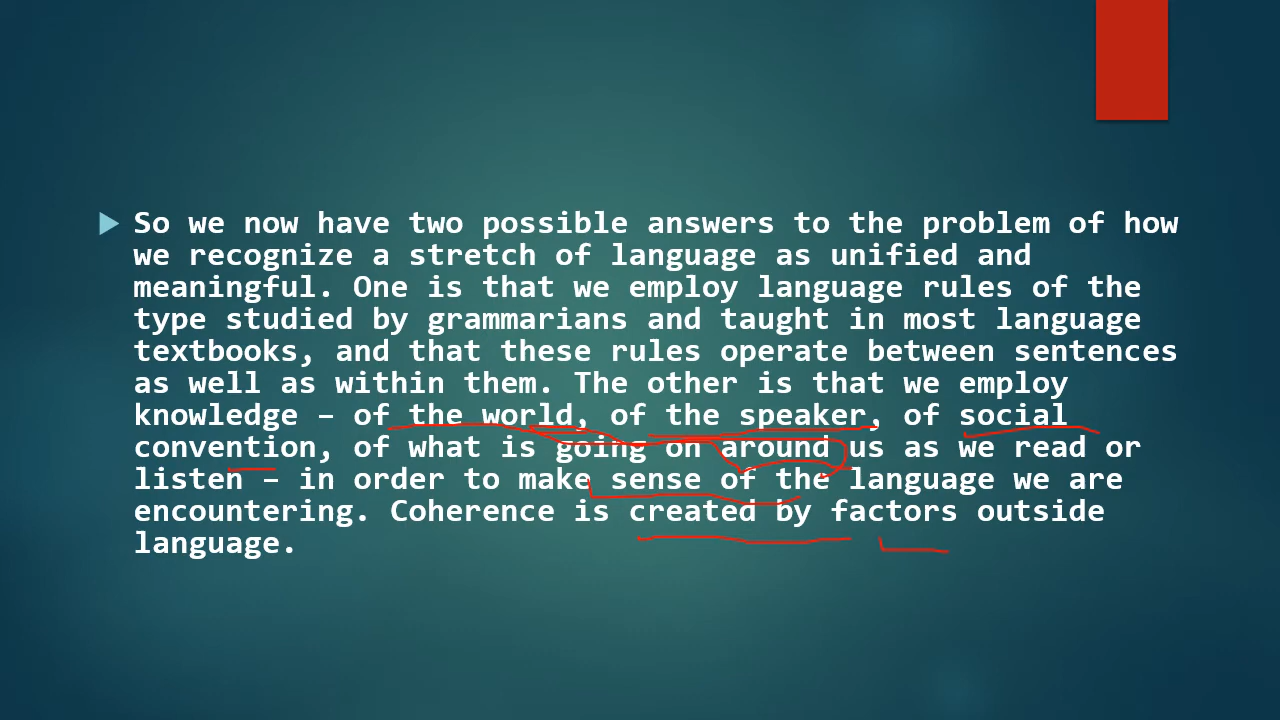 So we now have two possible answers to the problem of how
we recognize a stretch of language as unified and
meaningful. One is that we employ language rules of the
type studied by grammarians and taught in most language
textbooks, and that these rules operate between sentences
as well as within them. The other is that we employ
knowledge – of the world, of the speaker, of social
convention, of what is going on around us as we read or
listen – in order to make sense of the language we are
encountering. Coherence is created by factors outside
language.